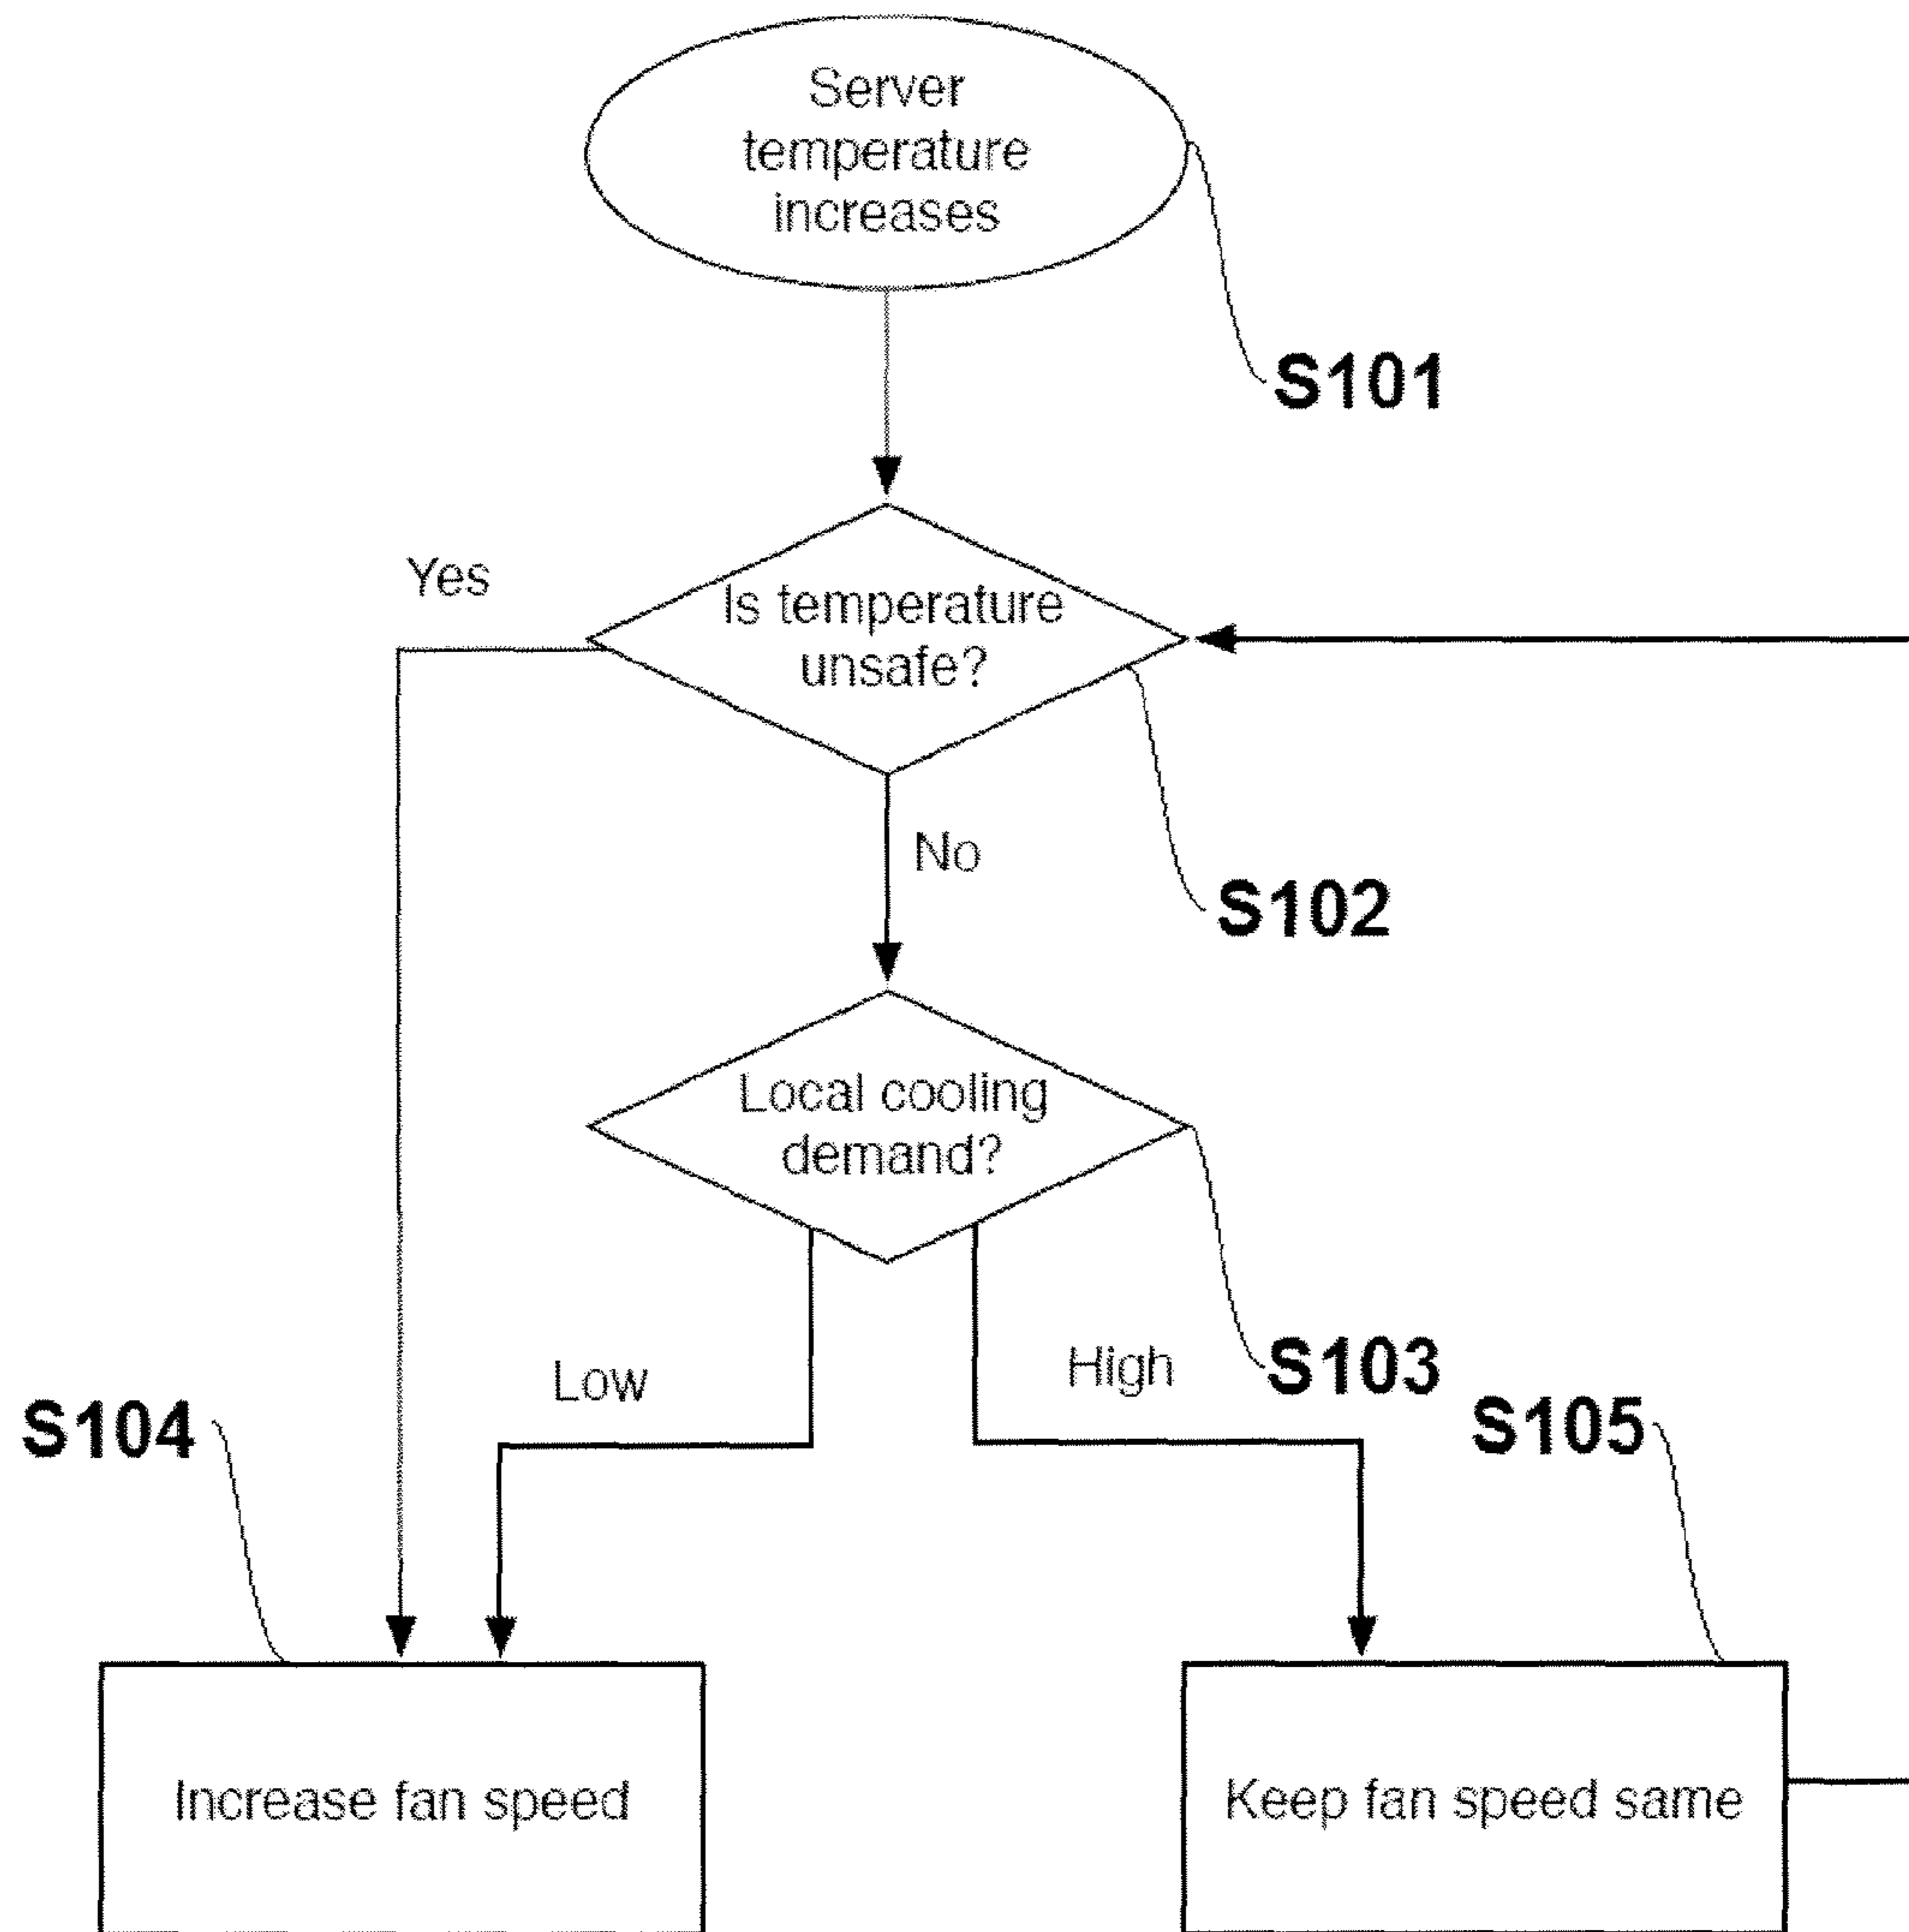 Server
temperature
increases
S101
Yes
Is temperature
unsafe?
No
S102
Local cooling
demand?
Low
High
S103
S104
S105
Increase fan speed
Keep fan speed same